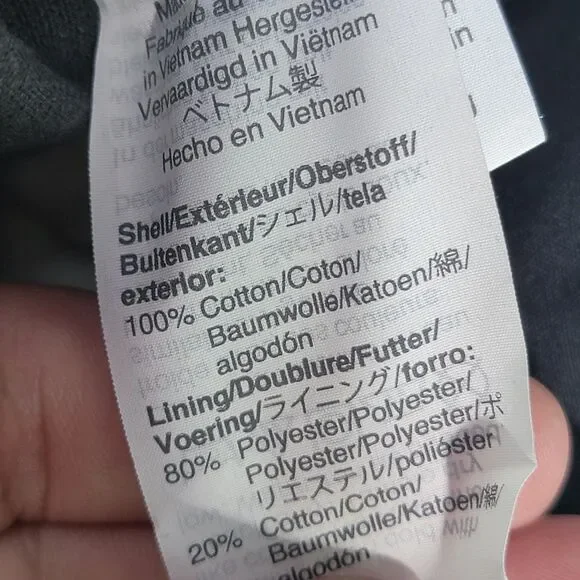 Fabriqué au
in Vietnam Hergestellt
Vervaardigd in Viëtnam
ベトナム製
Hecho en Vietnam
Shell/Extérieur/Oberstoff/
Buitenkant/シェル/tela
exterior:
100% Cotton/Coton/
Baumwolle/Katoen/綿/
algodón
Lining/Doublure/Futter/
Voering/ライニング/forro:
80% Polyester/Polyester/
Polyester/Polyester/ポ
リエステル/poliéster
20% Cotton/Coton/
Baumwolle/Katoen/綿/
algodón